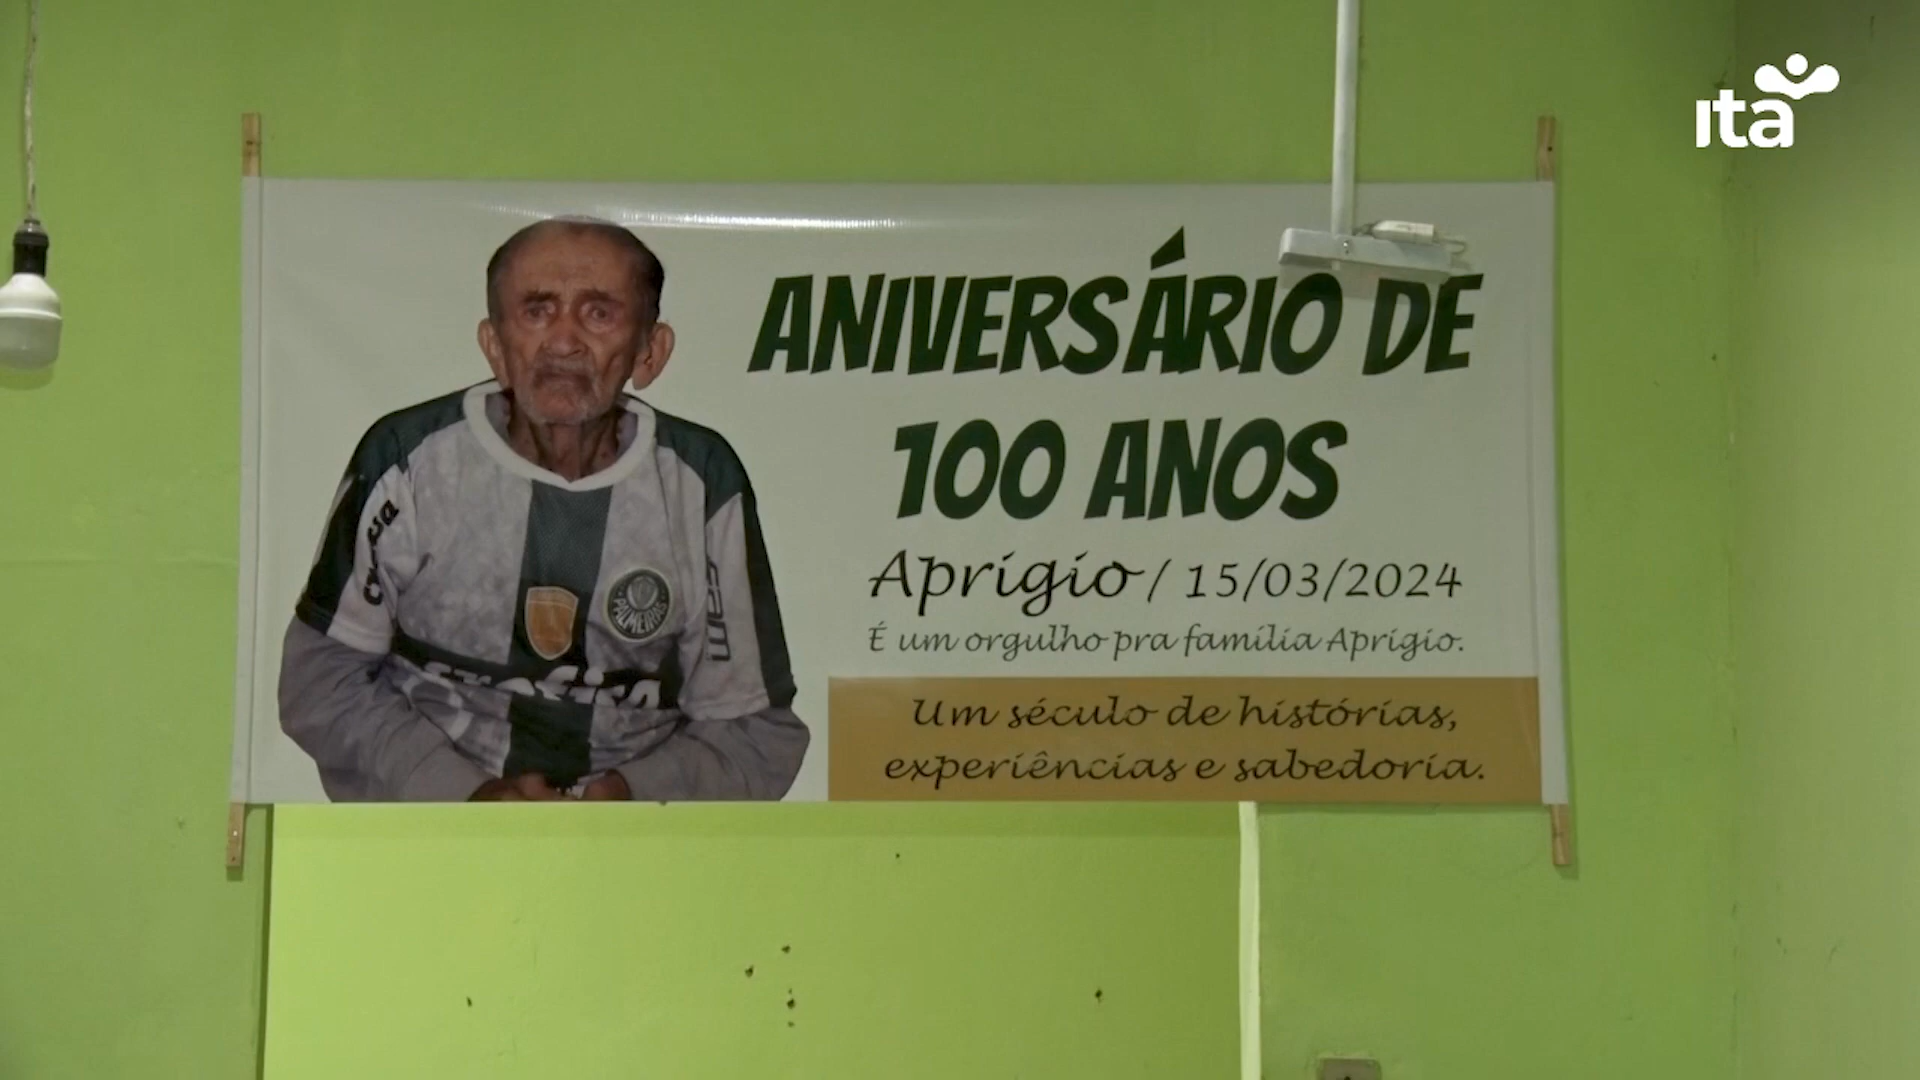 ita
ANIVERSÁRIO DE
100 ANOS
Aprigio / 15/03/2024
É um orgulho pra família Aprigio.
Um século de histórias,
experiências e sabedoria.
PALMEIRAS
FAM